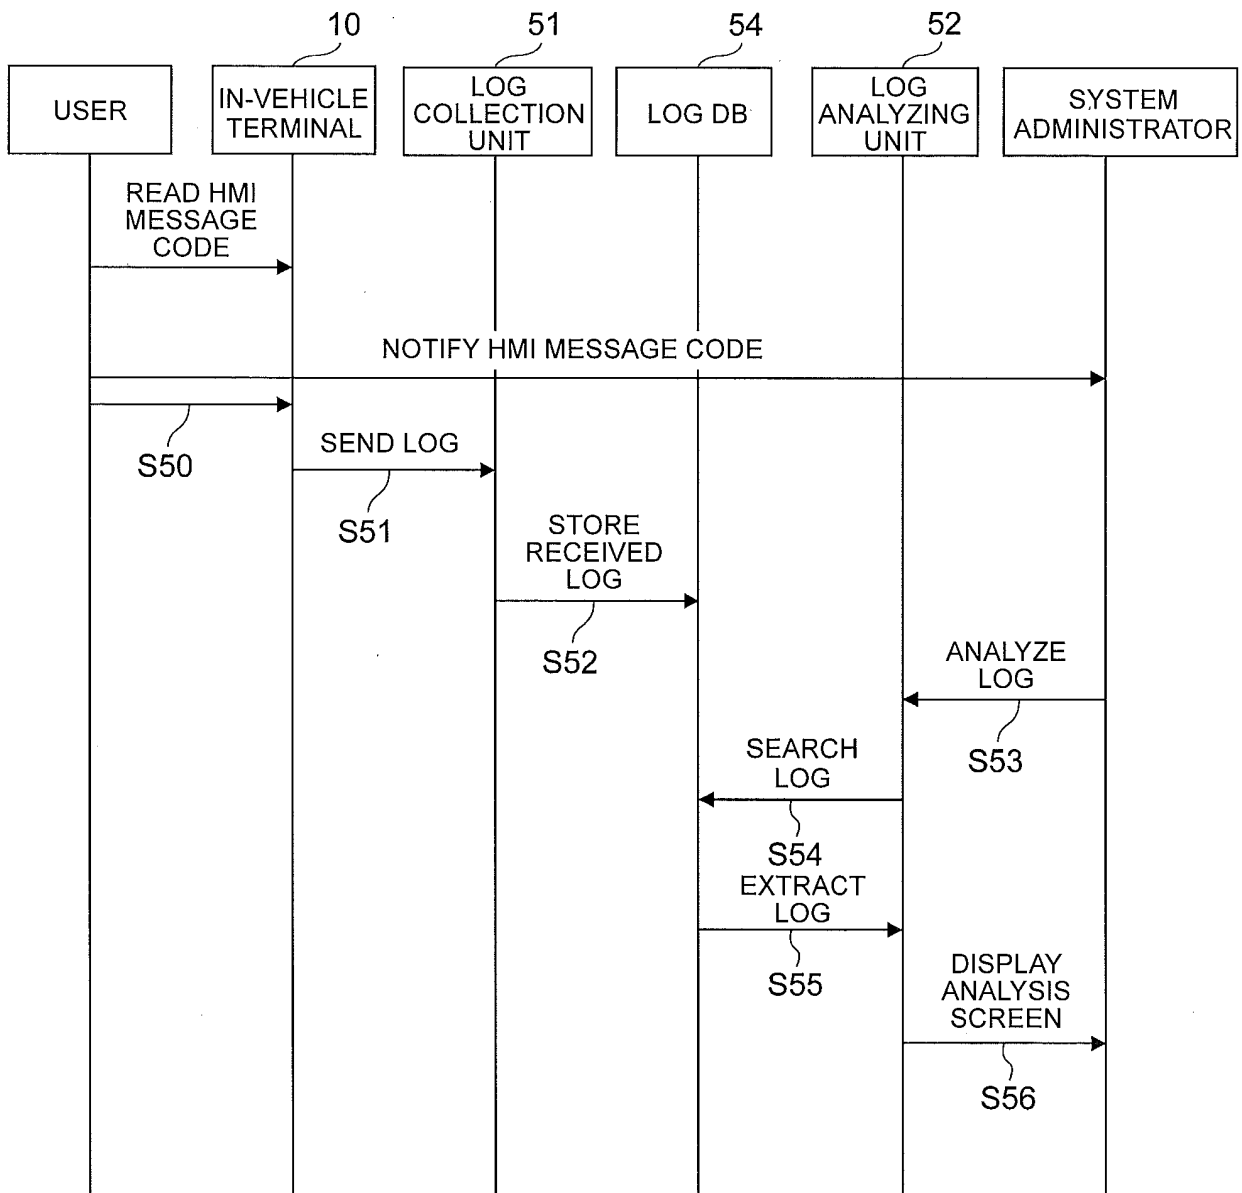 10
51
54
52
USER
IN-VEHICLE
TERMINAL
LOG
COLLECTION
UNIT
LOG DB
LOG
ANALYZING
UNIT
SYSTEM
ADMINISTRATOR
READ HMI
MESSAGE
CODE
NOTIFY HMI MESSAGE CODE
S50
SEND LOG
S51
STORE
RECEIVED
LOG
S52
ANALYZE
LOG
S53
SEARCH
LOG
S54
EXTRACT
LOG
S55
DISPLAY
ANALYSIS
SCREEN
S56